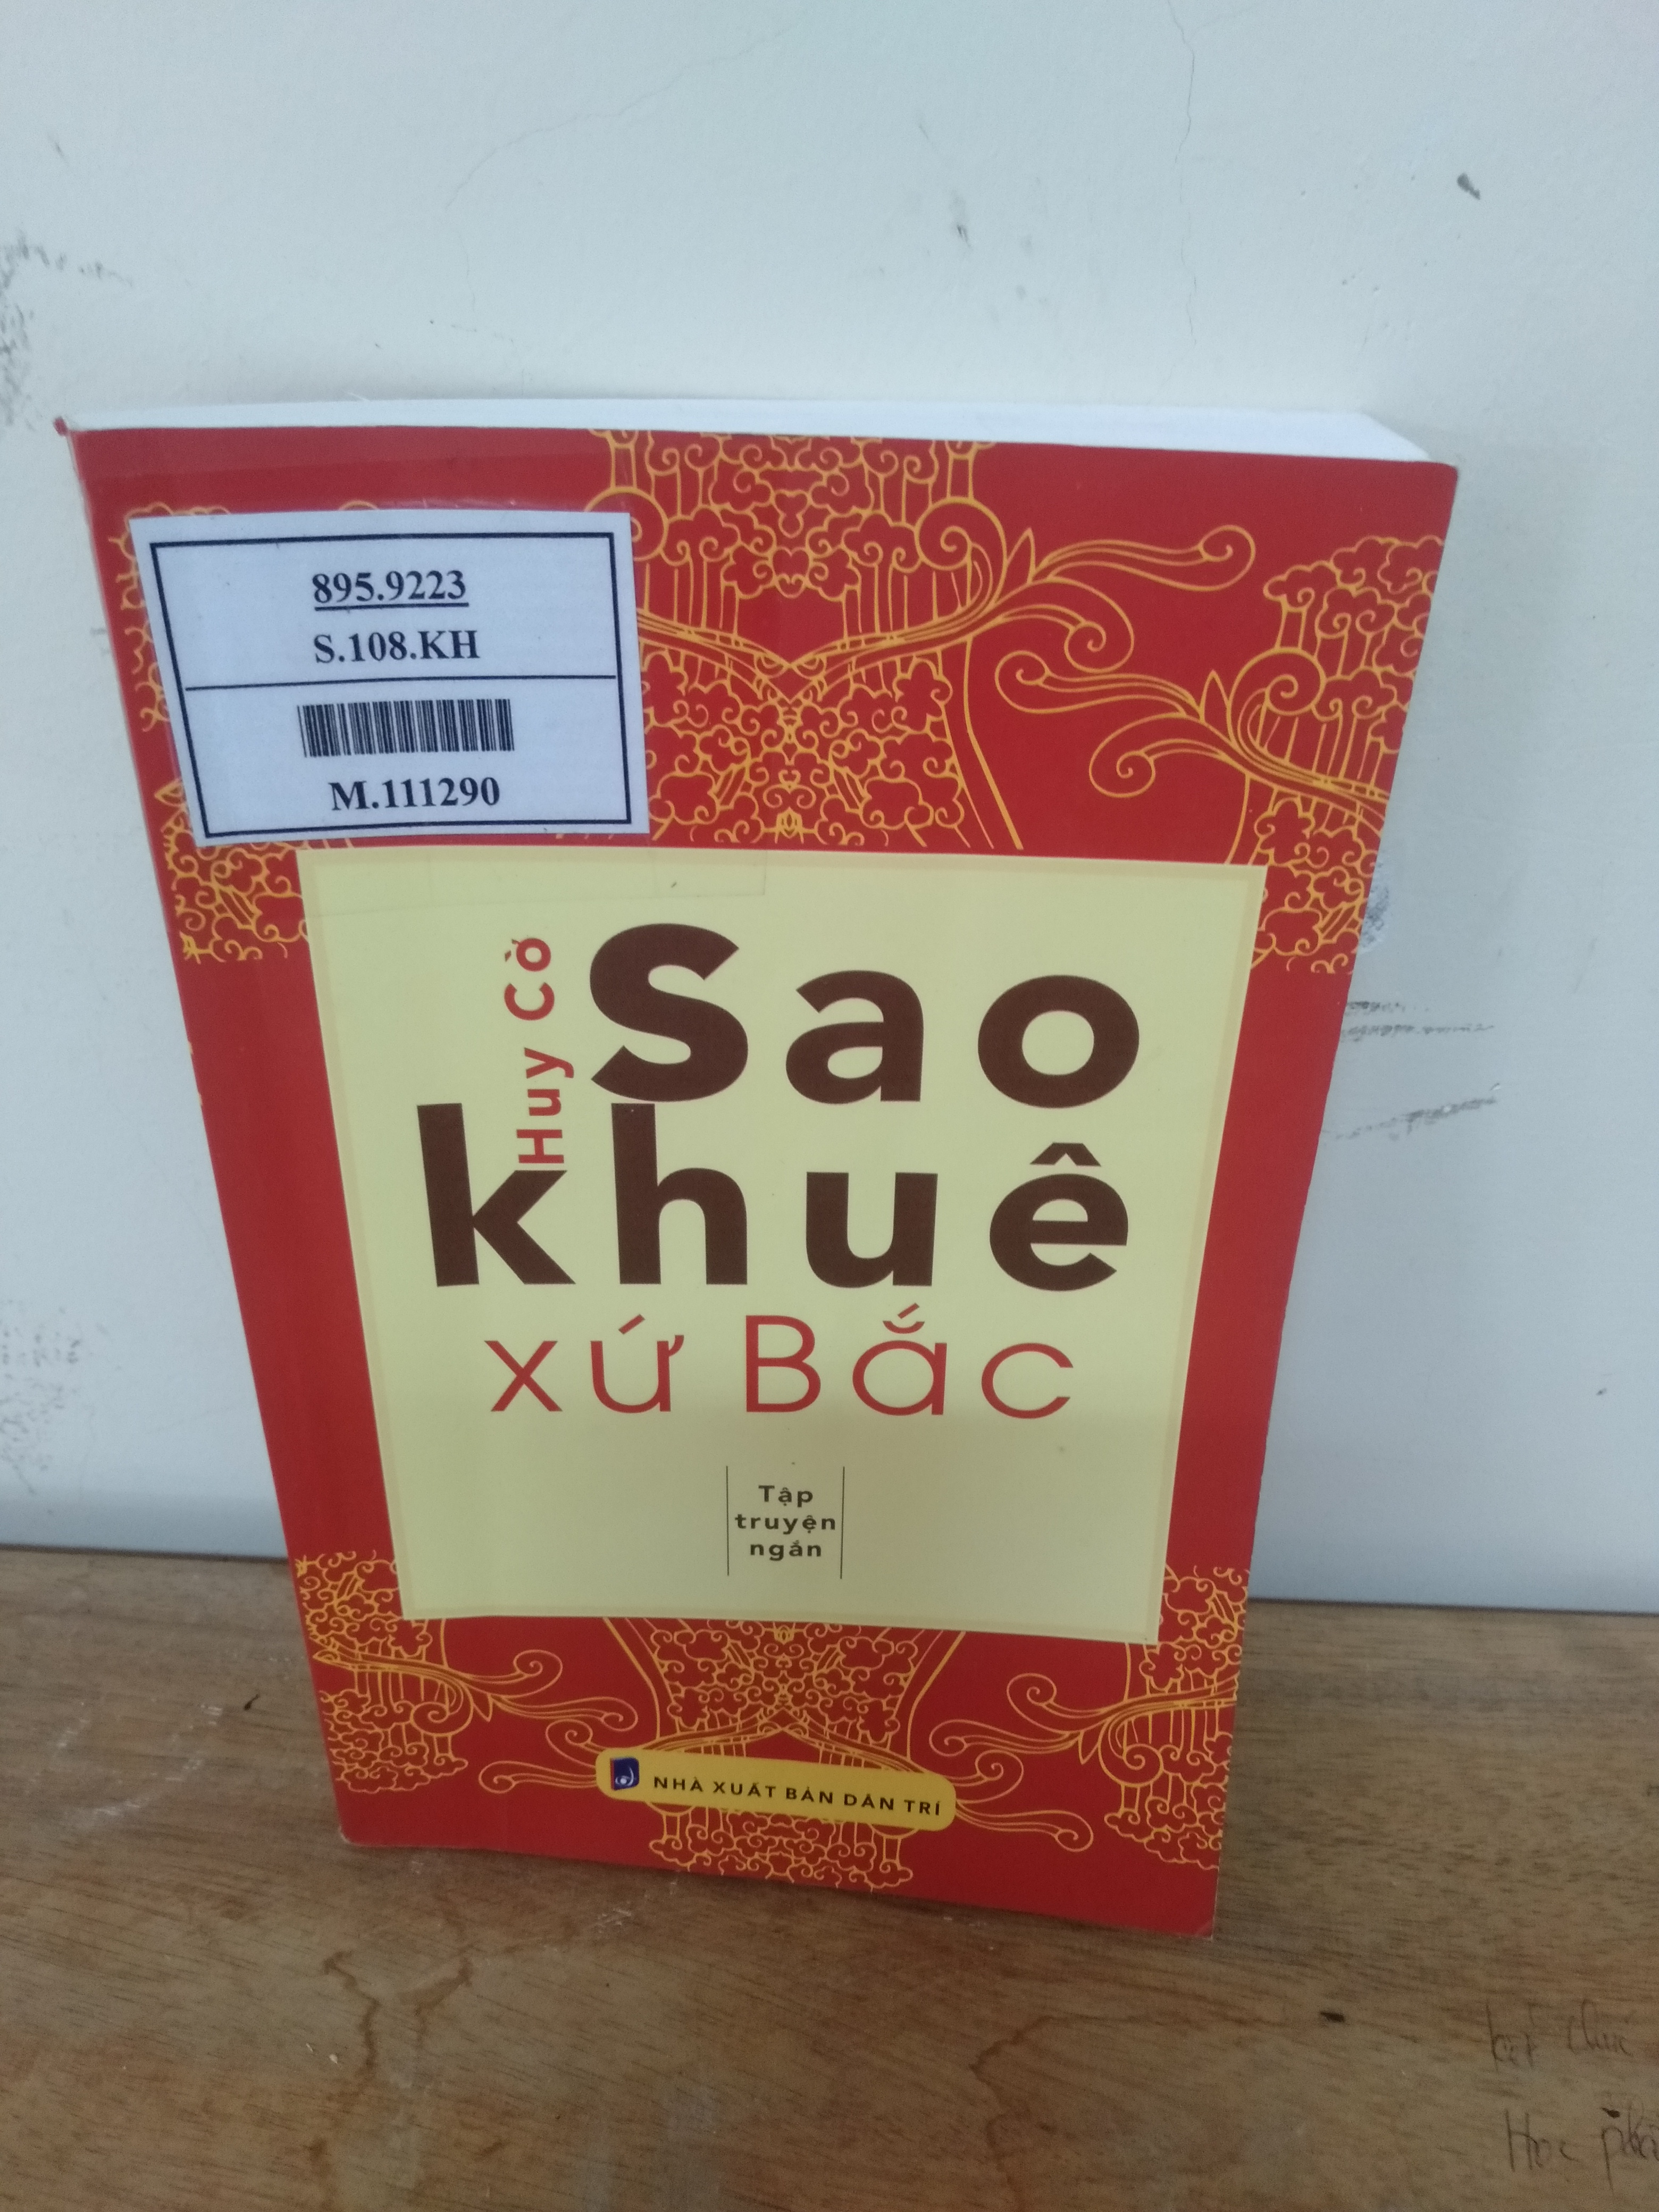 895.9223
S.108.KH
M.111290
Huy Cờ
Sao
khuê
xứ Bắc
Tập
truyện
ngắn
NHÀ XUẤT BẢN DÂN TRÍ
Học